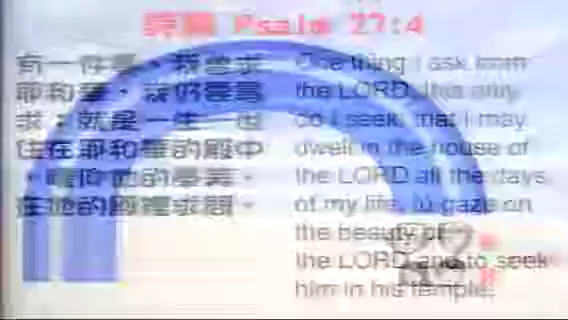 詩篇 Psalm 27:4
有一件事,我曾求
耶和華,我仍要尋
求:就是一生一世
住在耶和華的殿中
,瞻仰他的榮美,
在他的殿裡求問。
One thing I ask from
the LORD, this only
do I seek: that I may
dwell in the house of
the LORD all the days
of my life, to gaze on
the beauty of
the LORD and to seek
him in his temple.